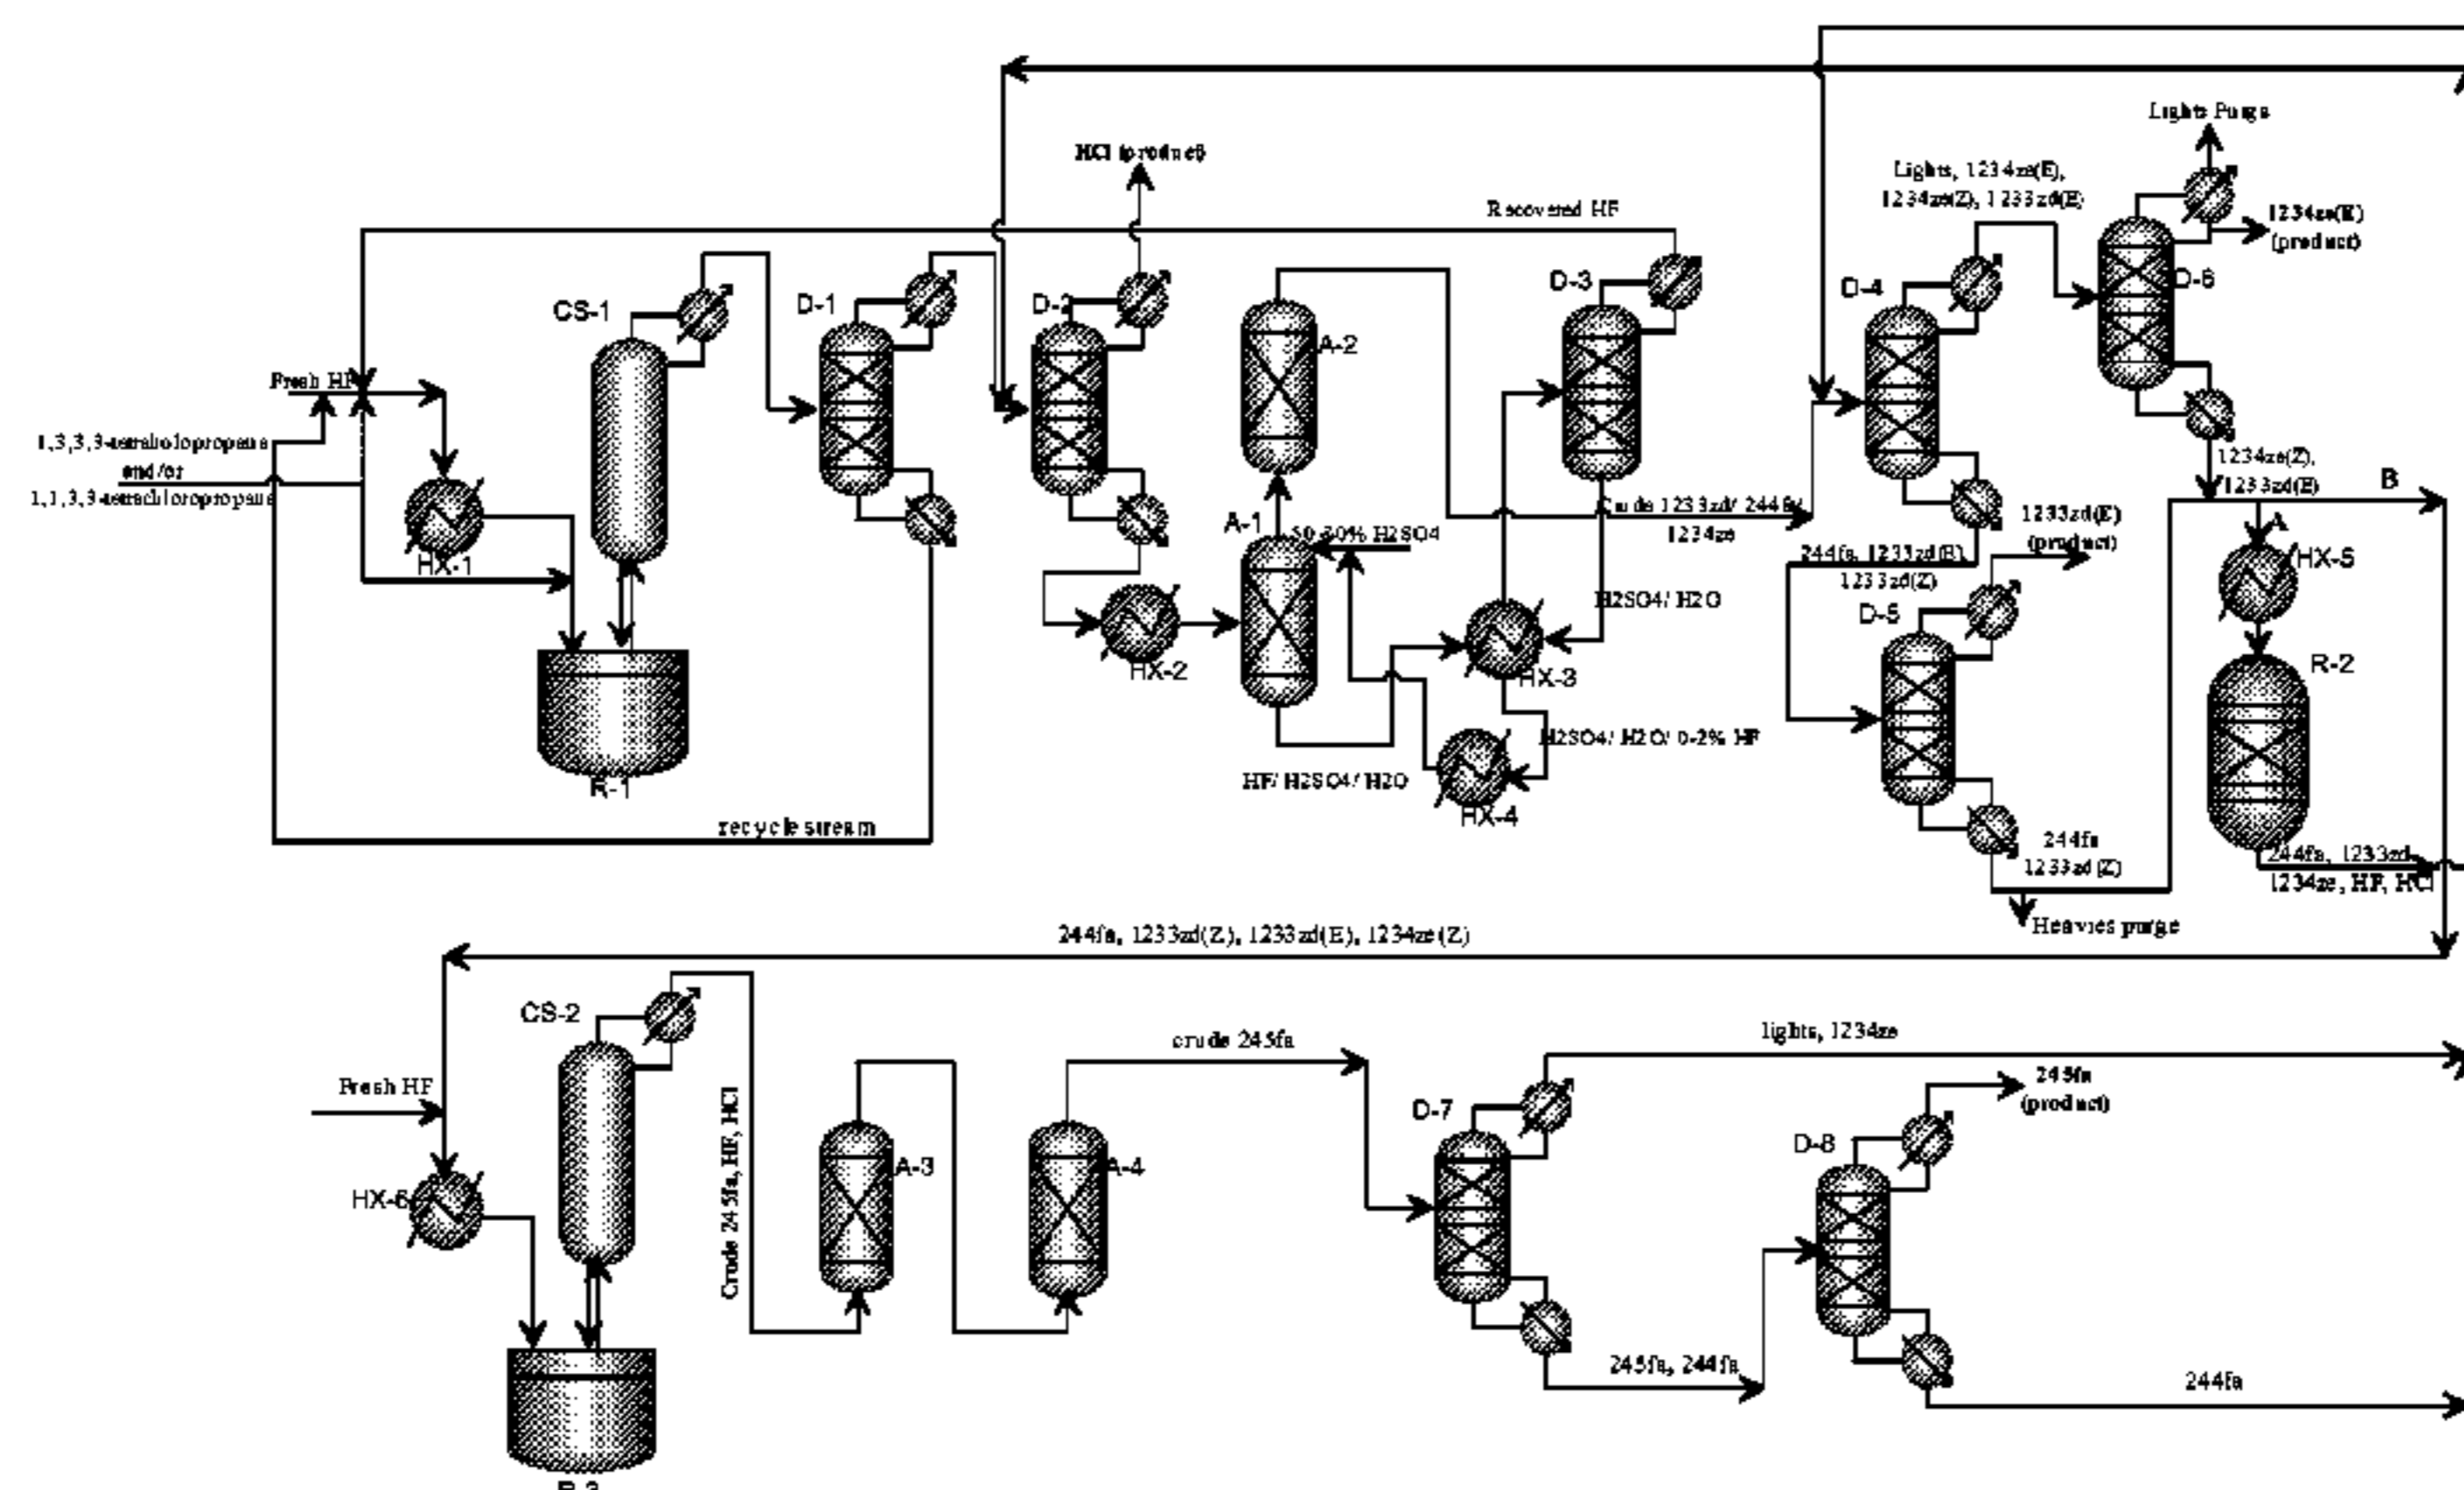 Lights Purge
HCl (product)
Lights, 1234ze(E),
1234ze(Z), 1233zd(E)
Recovered HF
1234ze(E)
(product)
D-6
D-3
D-4
CS-1
D-1
D-2
A-2
Fresh HF
1,3,3,3-tetrahalopropane
and/or
1,1,3,3-tetrachloropropane
1234ze(Z),
1233zd(E)
B
Crude 1233zd/ 244fa/
1234ze
A-1
50-80% H2SO4
1233zd(E)
(product)
A
HX-5
244fa, 1233zd(E),
1233zd(Z)
HX-1
H2SO4/ H2O
D-5
HX-2
HX-3
R-2
H2SO4/ H2O/ 0-2% HF
HF/ H2SO4/ H2O
R-1
HX-4
recycle stream
244fa
1233zd (Z)
244fa, 1233zd
1234ze, HF, HCl
Heavies purge
244fa, 1233zd(Z), 1233zd(E), 1234ze (Z)
CS-2
crude 245fa
lights, 1234ze
Fresh HF
245fa
(product)
D-7
D-8
Crude 245fa, HF, HCl
A-3
A-4
HX-6
245fa, 244fa
244fa
R-3